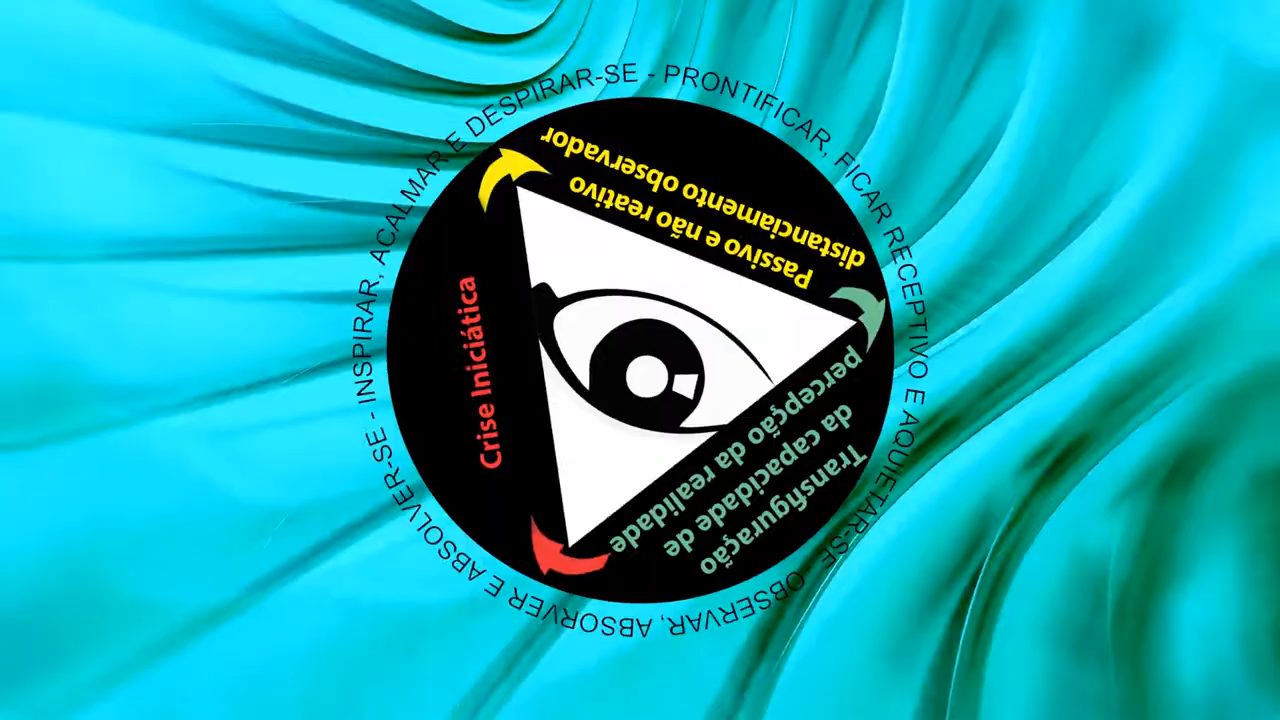 INSPIRAR, ACALMAR E DESPIRAR-SE - PRONTIFICAR, FICAR RECEPTIVO E AQUIETAR-SE - OBSERVAR, ABSORVER E ABSOLVER-SE -
Crise Iniciática
Passivo e não reativo
distanciamento observador
Transfiguração
da capacidade de
percepção da realidade